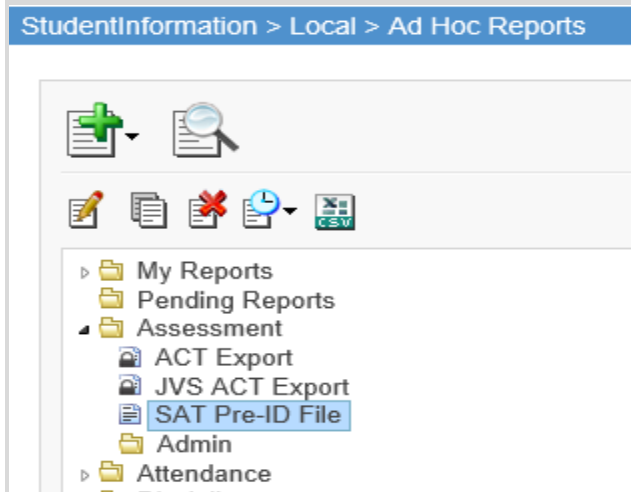 StudentInformation > Local > Ad Hoc Reports
CSV
My Reports
Pending Reports
Assessment
ACT Export
JVS ACT Export
SAT Pre-ID File
Admin
Attendance